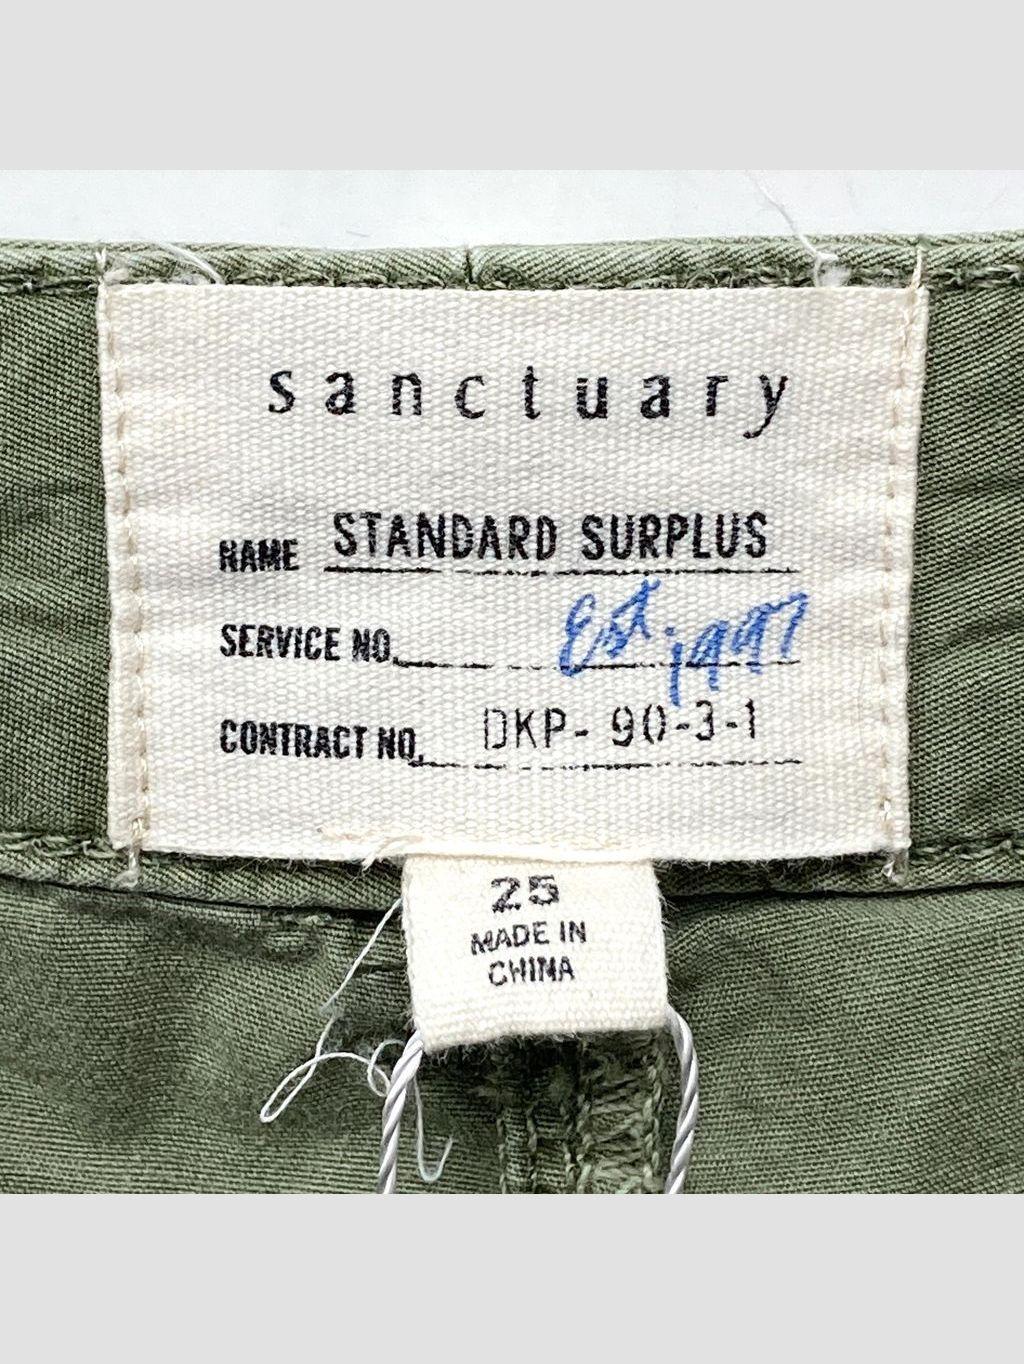 sanctuary
NAME STANDARD SURPLUS
SERVICE NO. Est. 1997
CONTRACT NO. DKP-90-3-1
25
MADE IN
CHINA